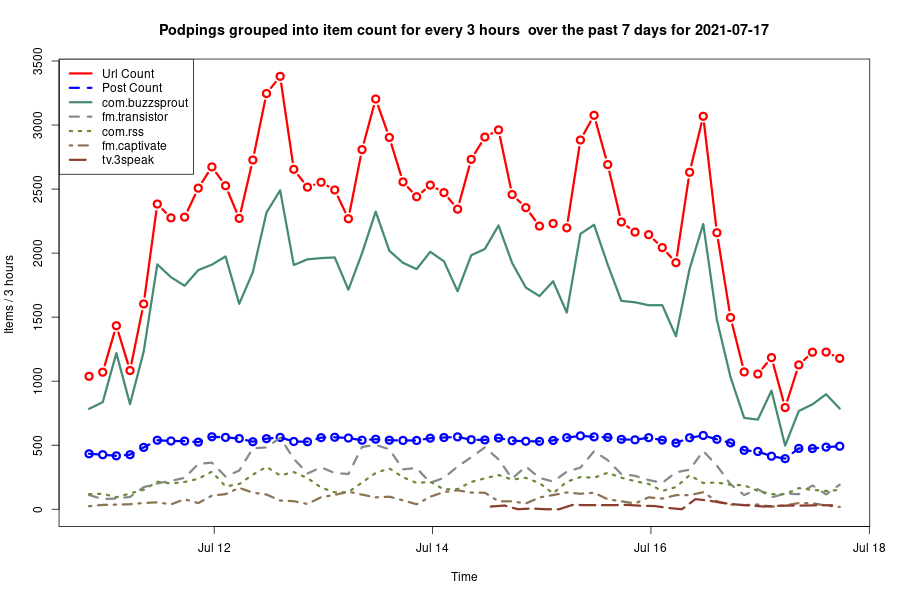 Podpings grouped into item count for every 3 hours  over the past 7 days for 2021-07-17
Url Count
Post Count
com.buzzsprout
fm.transistor
com.rss
fm.captivate
tv.3speak
Items / 3 hours
3500
3000
2500
2000
1500
1000
500
0
Jul 12
Jul 14
Jul 16
Jul 18
Time